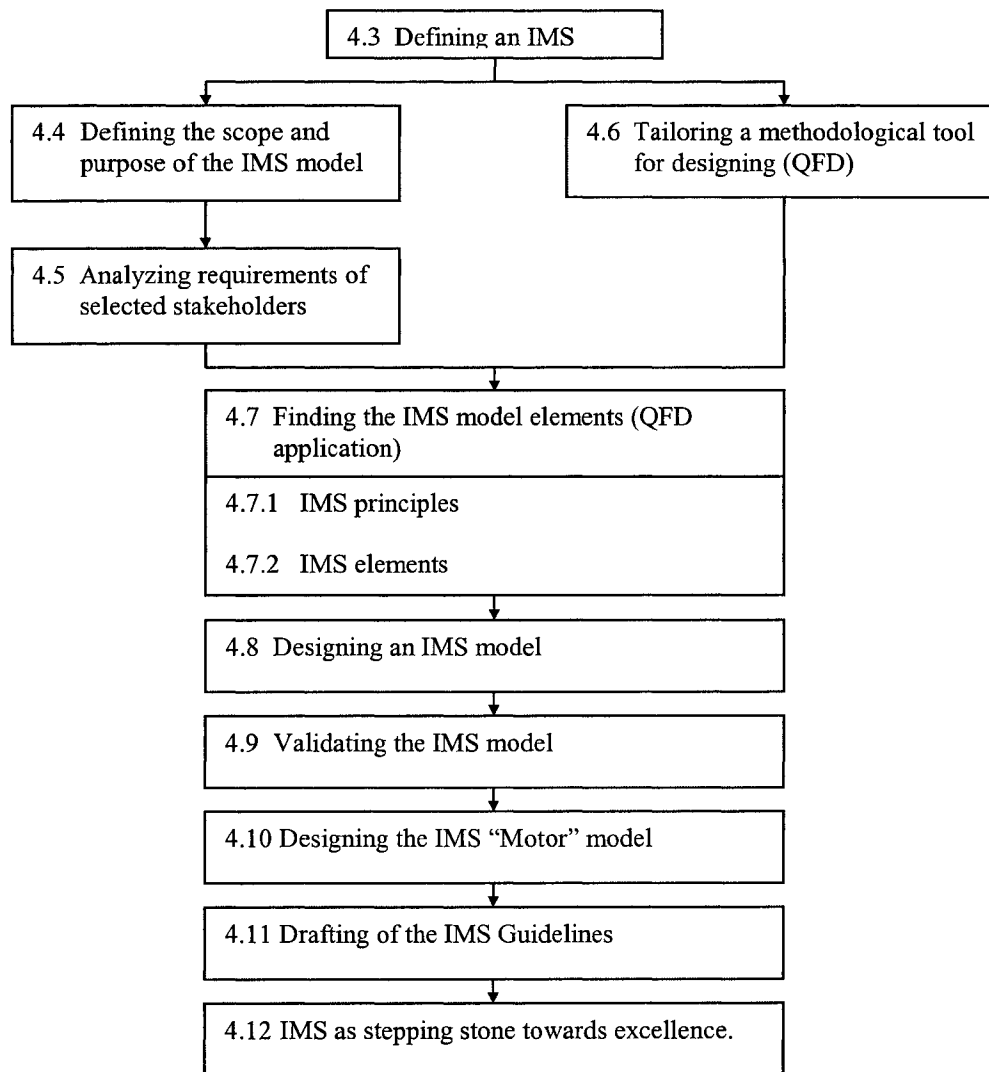 4.3 Defining an IMS
4.4 Defining the scope and
purpose of the IMS model
4.6 Tailoring a methodological tool
for designing (QFD)
4.5 Analyzing requirements of
selected stakeholders
4.7 Finding the IMS model elements (QFD
application)
4.7.1 IMS principles
4.7.2 IMS elements
4.8 Designing an IMS model
4.9 Validating the IMS model
4.10 Designing the IMS “Motor” model
4.11 Drafting of the IMS Guidelines
4.12 IMS as stepping stone towards excellence.